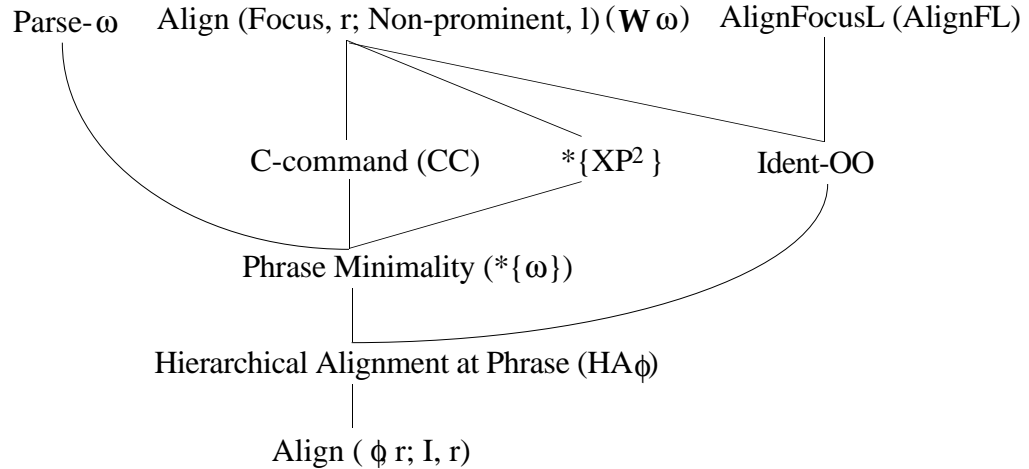 Parse-ω Align (Focus, r; Non-prominent, l) (W ω) AlignFocusL (AlignFL)
C-command (CC) *{XP²} Ident-OO
Phrase Minimality (*{ω})
Hierarchical Alignment at Phrase (HAϕ)
Align ( ϕ, r; I, r)